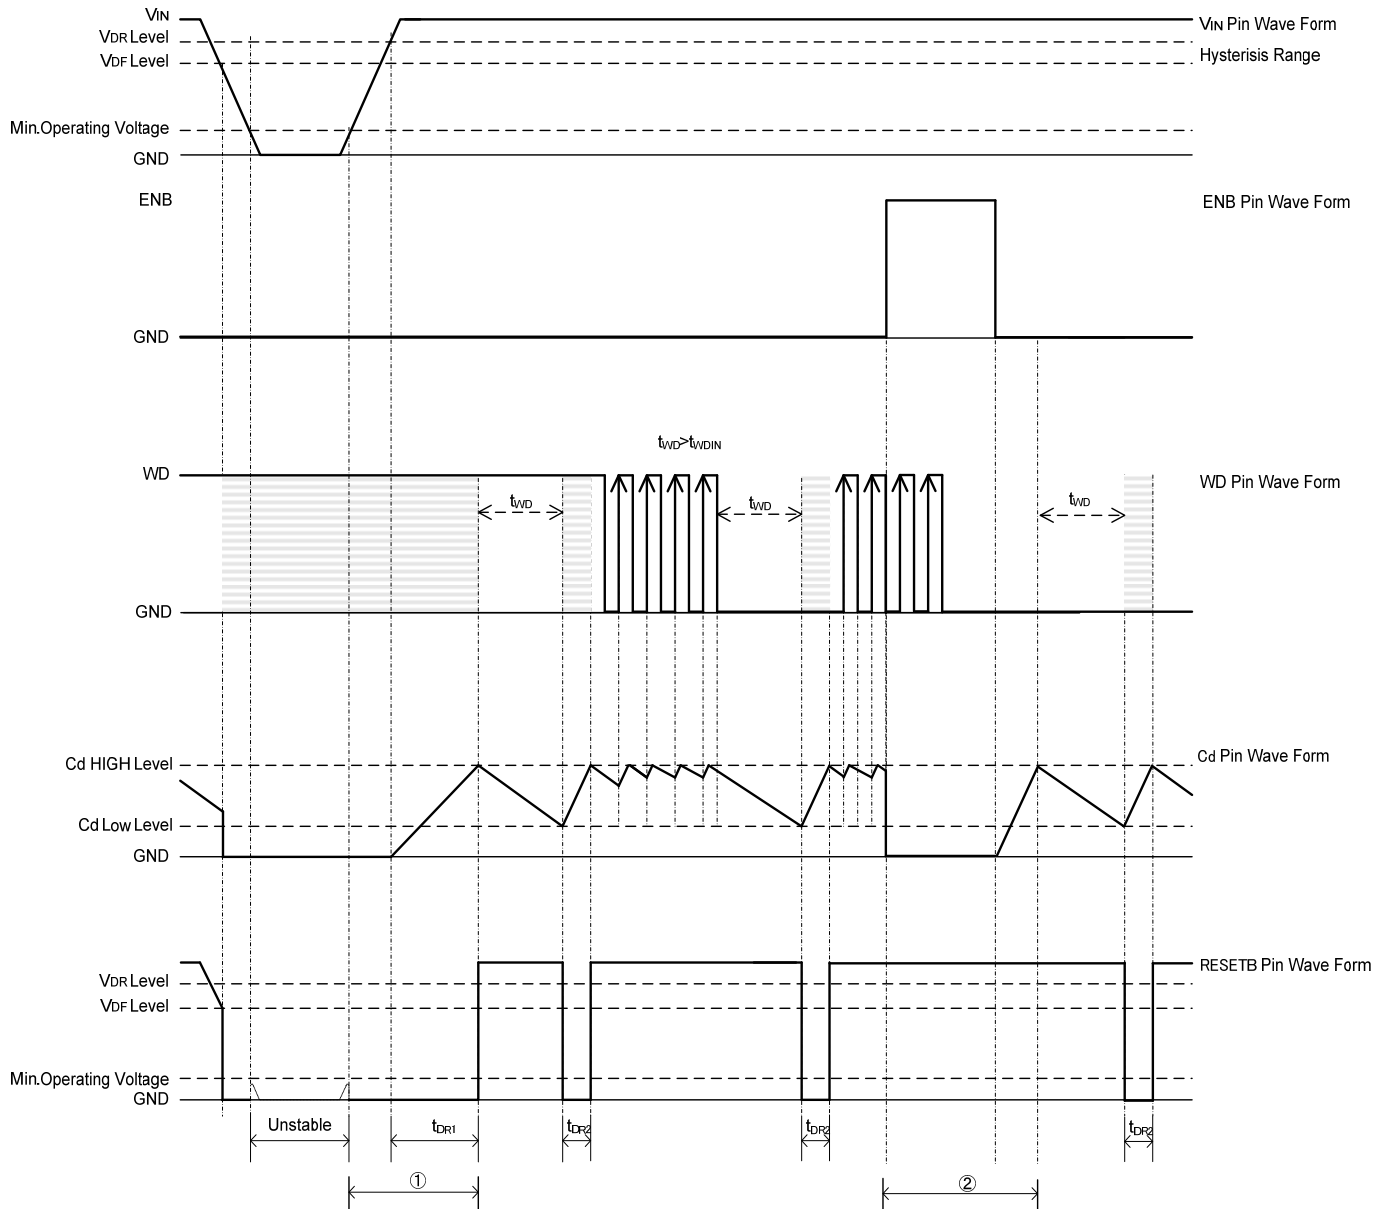 VIN
VDR Level
VDF Level
Min.Operating Voltage
GND
VIN Pin Wave Form
Hysterisis Range
ENB
GND
ENB Pin Wave Form
tWD>tWDIN
WD
GND
tWD
tWD
tWD
WD Pin Wave Form
Cd HIGH Level
Cd Low Level
GND
Cd Pin Wave Form
VDR Level
VDF Level
Min.Operating Voltage
GND
RESETB Pin Wave Form
Unstable
tDR1
tDR2
tDR2
tDR2
①
②